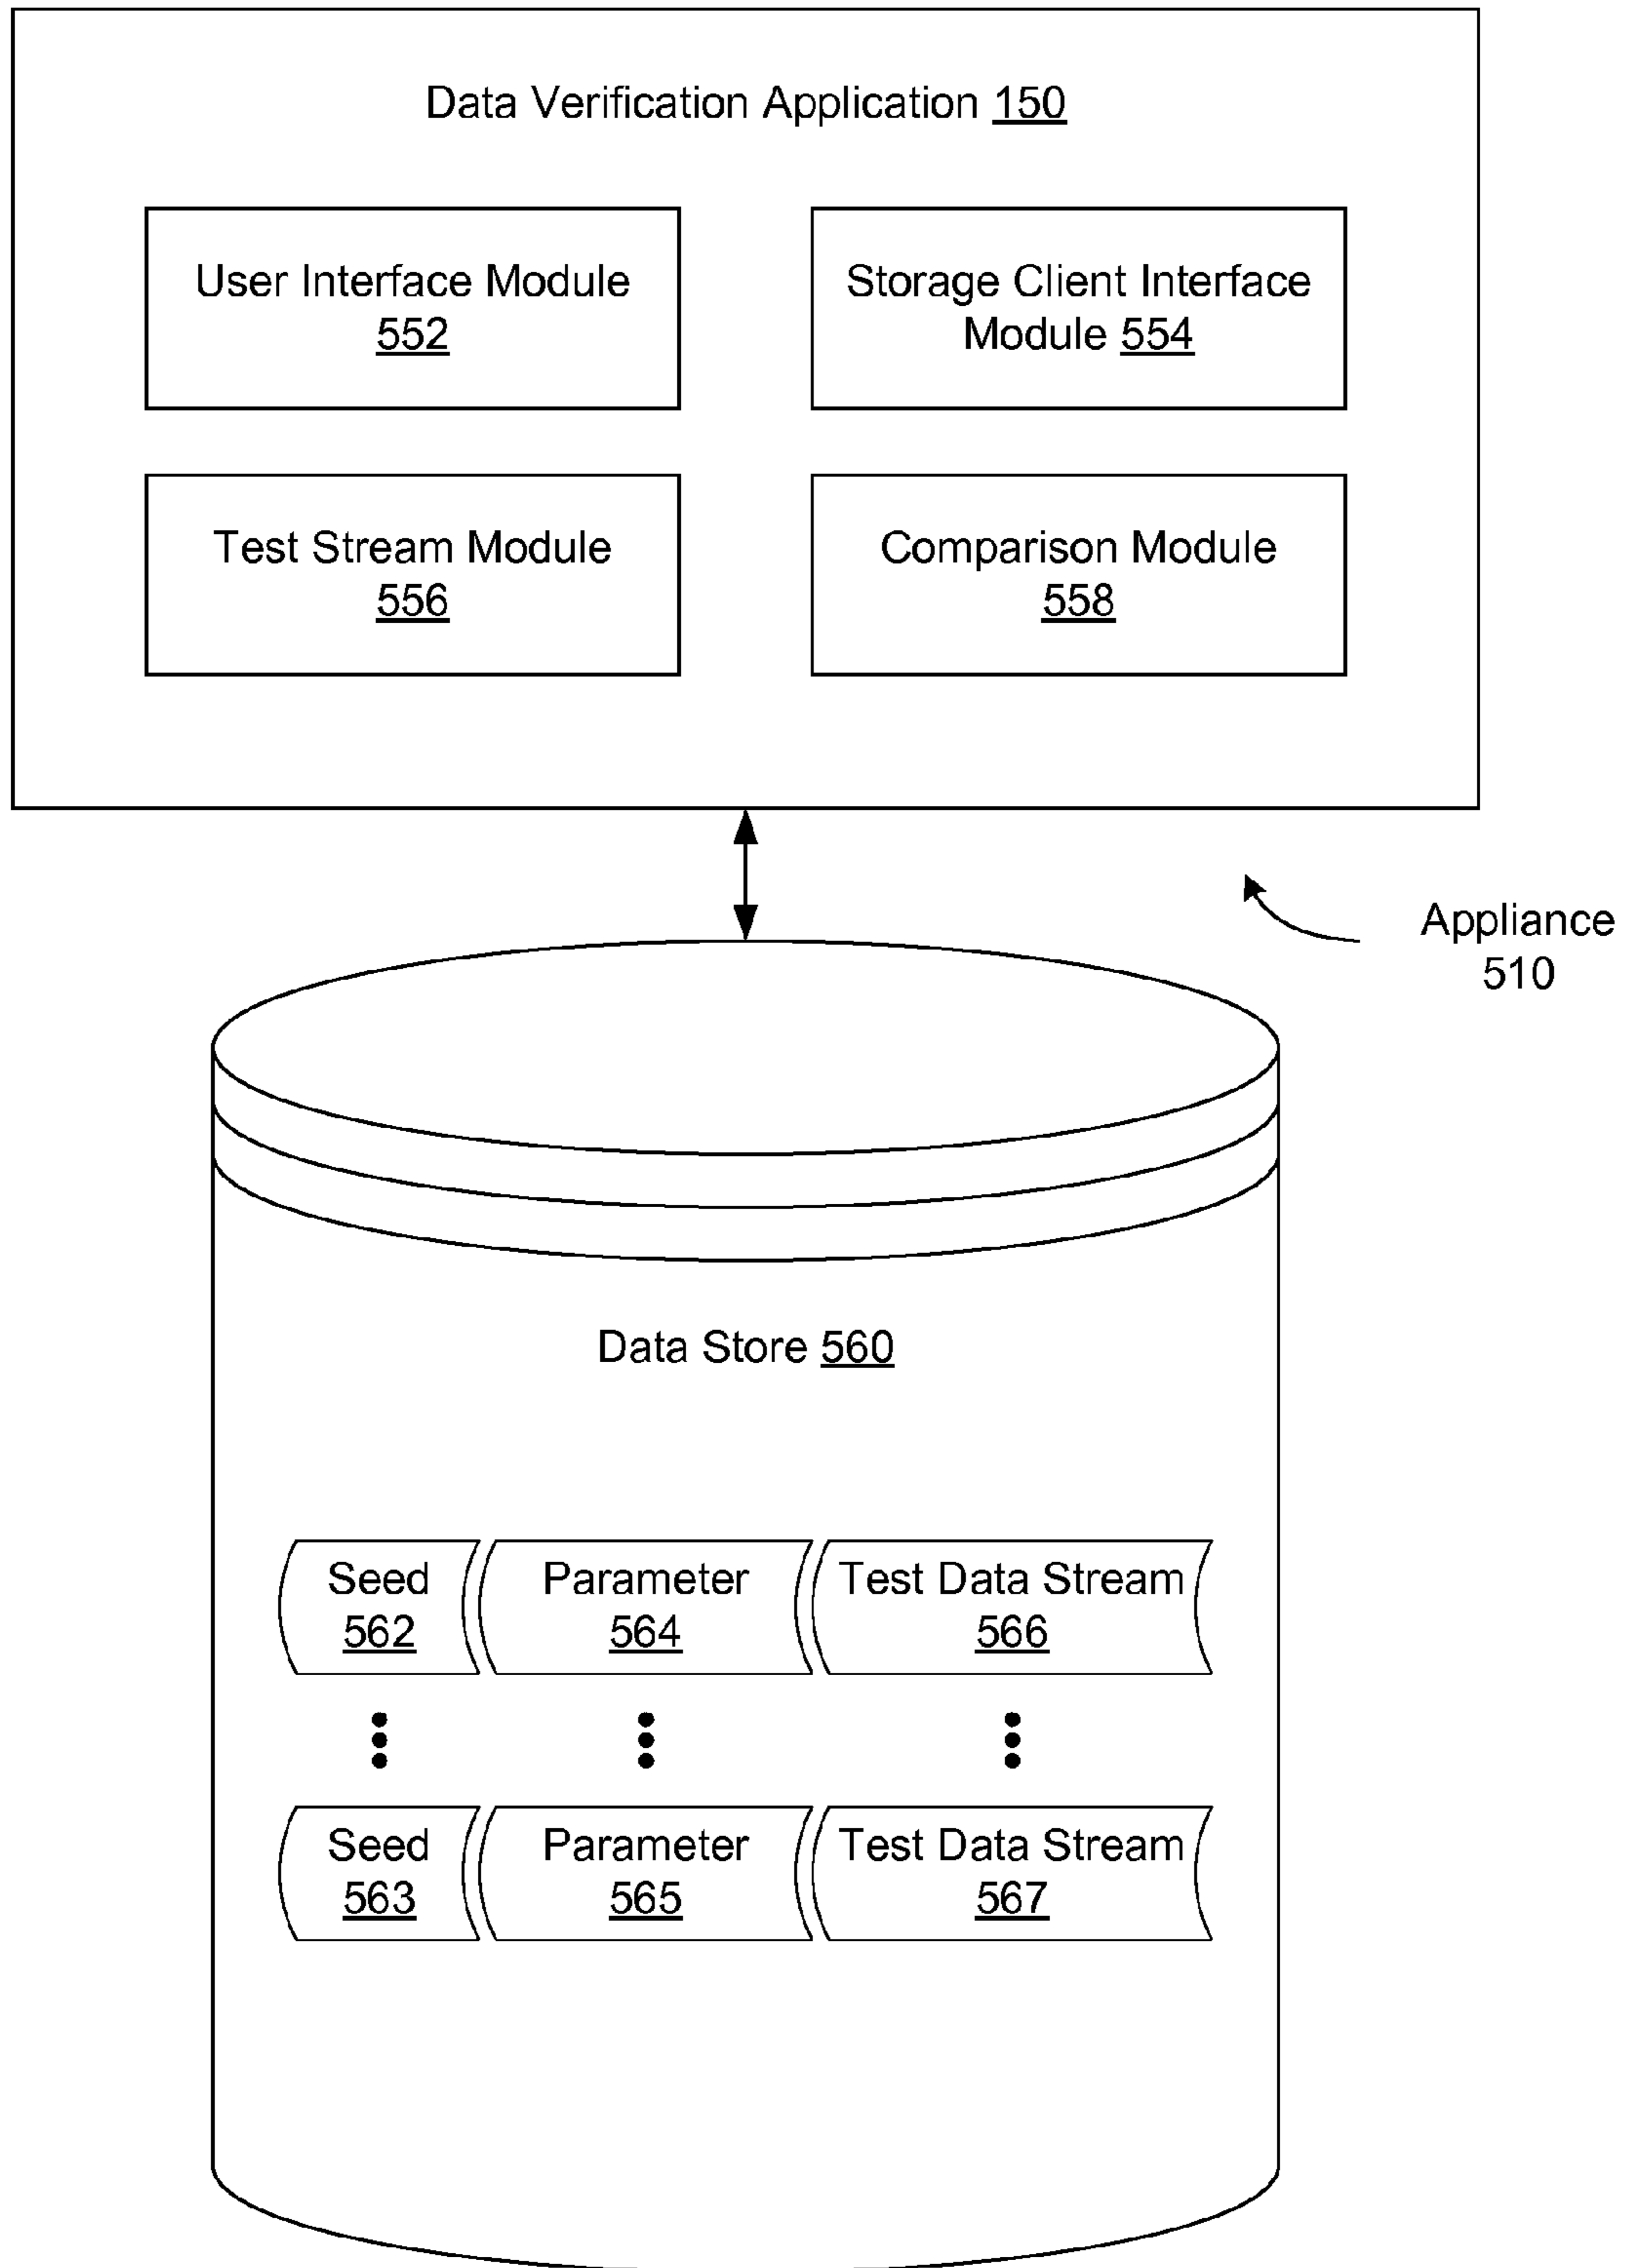 Data Verification Application 150
User Interface Module
552
Storage Client Interface
Module 554
Test Stream Module
556
Comparison Module
558
Appliance
510
Data Store 560
Seed
562
Parameter
564
Test Data Stream
566
Seed
563
Parameter
565
Test Data Stream
567